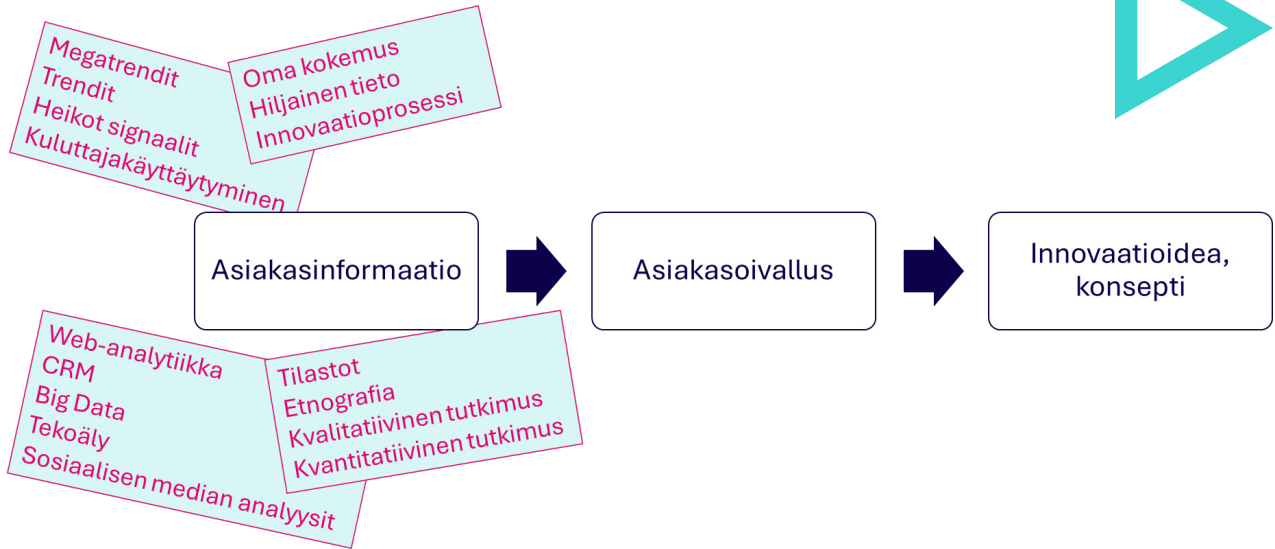 Megatrendit
Trendit
Heikot signaalit
Kuluttajakäyttäytyminen
Oma kokemus
Hiljainen tieto
Innovaatioprosessi
Asiakasinformaatio
Asiakasoivallus
Innovaatioidea,
konsepti
Web-analytiikka
CRM
Big Data
Tekoäly
Sosiaalisen median analyysit
Tilastot
Etnografia
Kvalitatiivinen tutkimus
Kvantitatiivinen tutkimus